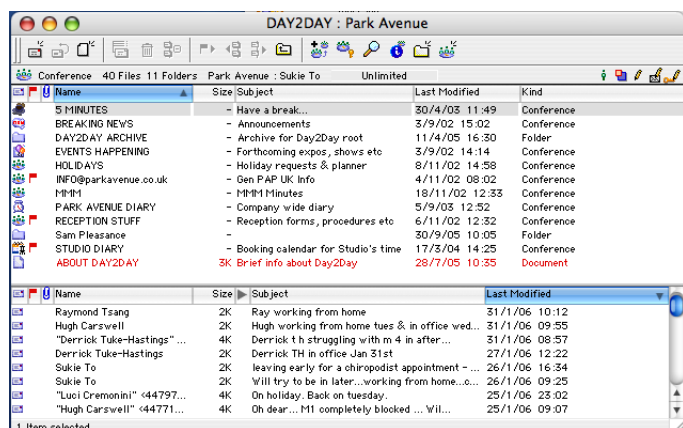 DAY2DAY : Park Avenue
Conference 40 Files 11 Folders Park Avenue : Sukie To Unlimited
Name Size Subject Last Modified Kind
5 MINUTES - Have a break... 30/4/03 11:49 Conference
BREAKING NEWS - Announcements 3/9/02 15:02 Conference
DAY2DAY ARCHIVE - Archive for Day2Day root 11/4/05 16:30 Folder
EVENTS HAPPENING - Forthcoming expos, shows etc 3/9/02 14:14 Conference
HOLIDAYS - Holiday requests & planner 8/11/02 14:58 Conference
INFO@parkavenue.co.uk - Gen PAP UK Info 4/11/02 08:02 Conference
MMM - MMM Minutes 18/11/02 12:33 Conference
PARK AVENUE DIARY - Company wide diary 5/9/03 12:52 Conference
RECEPTION STUFF - Reception forms, procedures etc 6/11/02 12:32 Conference
Sam Pleasance - 30/9/05 10:05 Folder
STUDIO DIARY - Booking calendar for Studio's time 17/3/04 14:25 Conference
ABOUT DAY2DAY 3K Brief info about Day2Day 28/7/05 10:35 Document
Name Size Subject Last Modified
Raymond Tsang 2K Ray working from home 31/1/06 10:12
Hugh Carswell 2K Hugh working from home tues & in office wed... 31/1/06 09:55
"Derrick Tuke-Hastings" ... 4K Derrick t h struggling with m 4 in after... 31/1/06 08:57
Derrick Tuke-Hastings 2K Derrick TH in office Jan 31st 27/1/06 12:22
Sukie To 2K leaving early for a chiropodist appointment - ... 26/1/06 16:34
Sukie To 2K Will try to be in later...working from home...c... 26/1/06 09:25
"Luci Cremonini" <44797... 4K On holiday. Back on tuesday. 25/1/06 23:02
"Hugh Carswell" <44771... 4K Oh dear... M1 completely blocked ... Wil... 25/1/06 09:07
1 Item selected